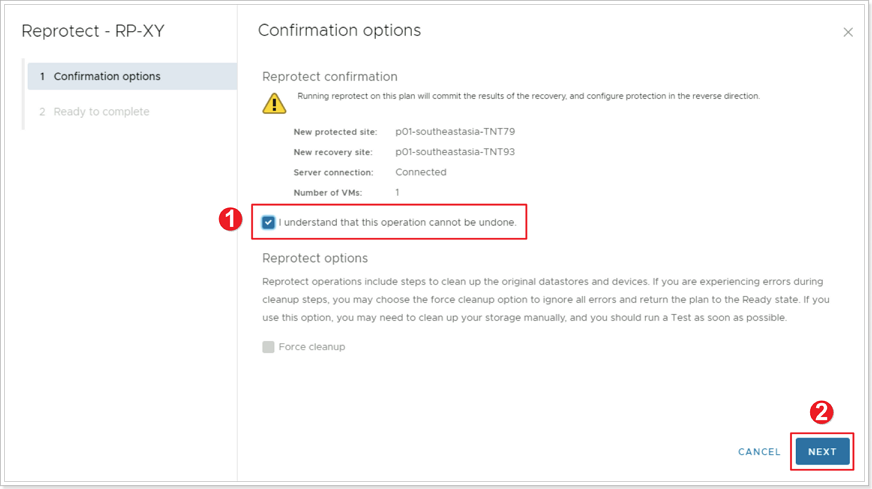 Reprotect - RP-XY
1 Confirmation options
2 Ready to complete
Confirmation options
Reprotect confirmation
Running reprotect on this plan will commit the results of the recovery, and configure protection in the reverse direction.
New protected site: p01-southeastasia-TNT79
New recovery site: p01-southeastasia-TNT93
Server connection: Connected
Number of VMs: 1
1
I understand that this operation cannot be undone.
Reprotect options
Reprotect operations include steps to clean up the original datastores and devices. If you are experiencing errors during
cleanup steps, you may choose the force cleanup option to ignore all errors and return the plan to the Ready state. If you
use this option, you may need to clean up your storage manually, and you should run a Test as soon as possible.
Force cleanup
2
CANCEL NEXT